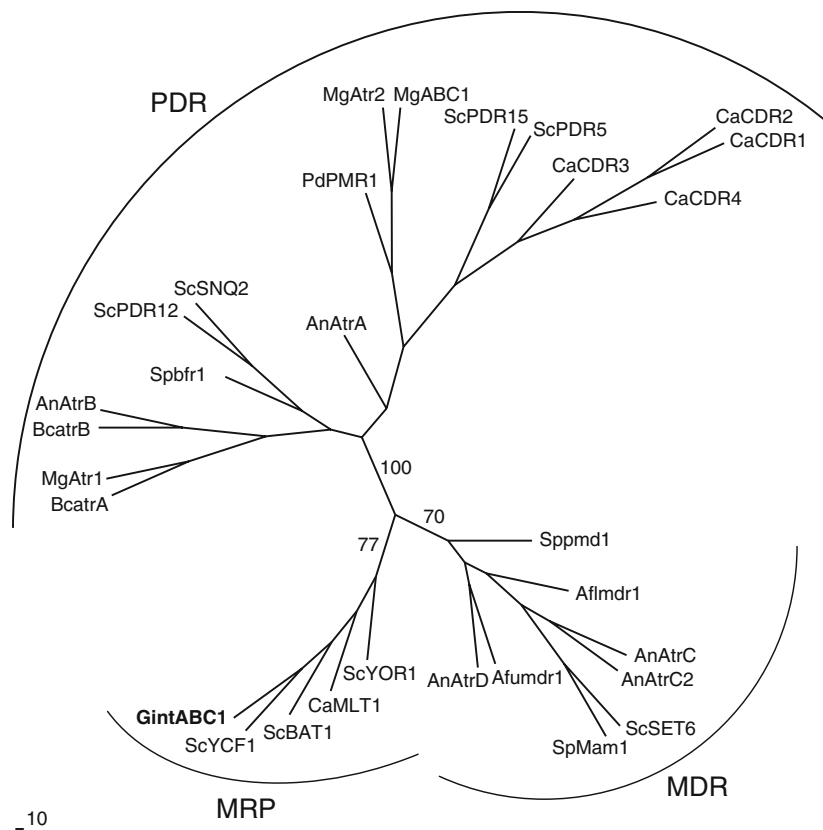 PDR
MgAtr2 MgABC1
ScPDR15
ScPDR5
CaCDR2
CaCDR1
CaCDR3
CaCDR4
PdPMR1
ScSNQ2
ScPDR12
AnAtrA
Spbfr1
AnAtrB
BcatrB
MgAtr1
BcatrA
100
70
77
Sppmd1
Aflmdr1
AnAtrC
AnAtrC2
AnAtrD Afumdr1
ScYOR1
CaMLT1
GintABC1
ScBAT1
ScYCF1
ScSET6
SpMam1
MRP
MDR
10